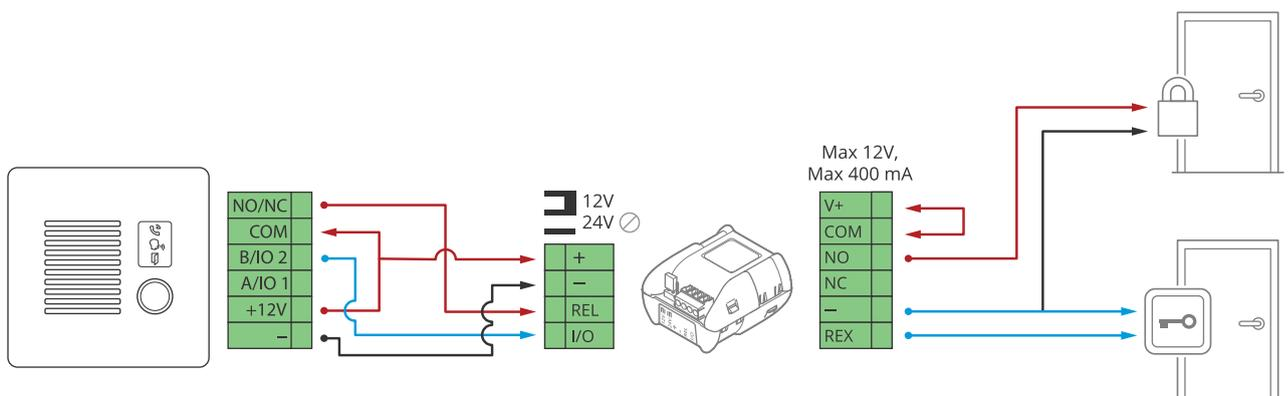 Max 12V,
Max 400 mA
NO/NC
COM
B/IO 2
A/IO 1
+12V
–
12V
24V
+
–
REL
I/O
V+
COM
NO
NC
–
REX